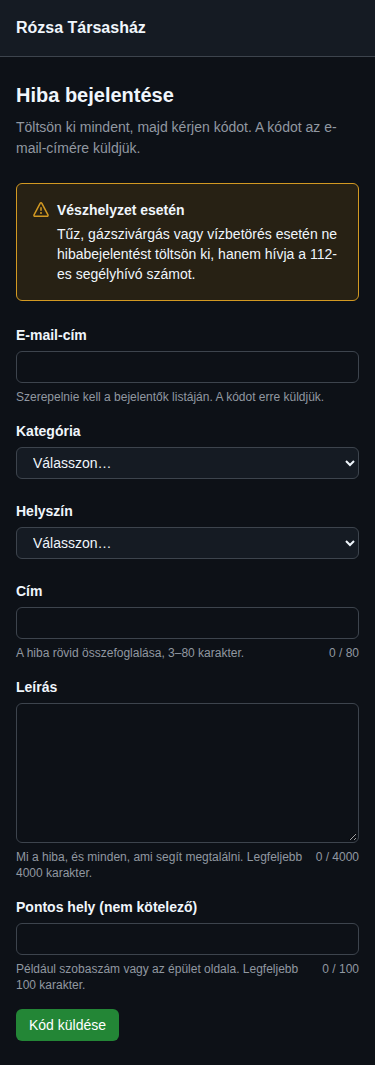 Rózsa Társasház
Hiba bejelentése
Töltsön ki mindent, majd kérjen kódot. A kódot az e-
mail-címére küldjük.
Vészhelyzet esetén
Tűz, gázszivárgás vagy vízbetörés esetén ne
hibabejelentést töltsön ki, hanem hívja a 112-
es segélyhívó számot.
E-mail-cím
Szerepelnie kell a bejelentők listáján. A kódot erre küldjük.
Kategória
Válasszon…
Helyszín
Válasszon…
Cím
A hiba rövid összefoglalása, 3–80 karakter. 0 / 80
Leírás
Mi a hiba, és minden, ami segít megtalálni. Legfeljebb 0 / 4000
4000 karakter.
Pontos hely (nem kötelező)
Például szobaszám vagy az épület oldala. Legfeljebb 0 / 100
100 karakter.
Kód küldése